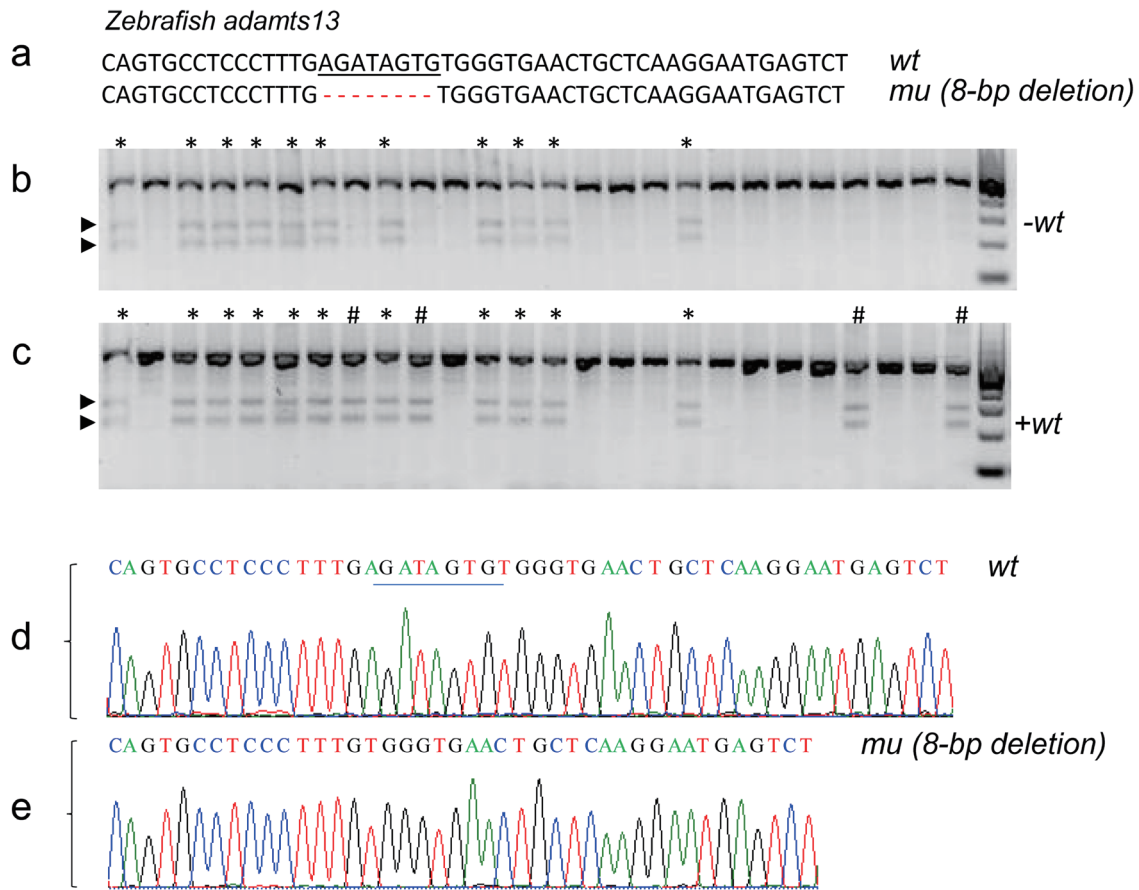 Zebrafish adamts13
a CAGTGCCTCCCTTTGAGATAGTGTGGGTGAACTGCTCAAGGAATGAGTCT wt
CAGTGCCTCCCTTTG - - - - - - - - TGGGTGAACTGCTCAAGGAATGAGTCT mu (8-bp deletion)
* * * * * * * * * * *
b
-wt
* * * * * * # * # * * * * # #
c
+wt
CAGTGCCTCCCTTTGAGATAGTGTGGGTGAACTGCTCAAGGAATGAGTCT wt
d
CAGTGCCTCCCTTTGTGGGTGAACTGCTCAAGGAATGAGTCT mu (8-bp deletion)
e